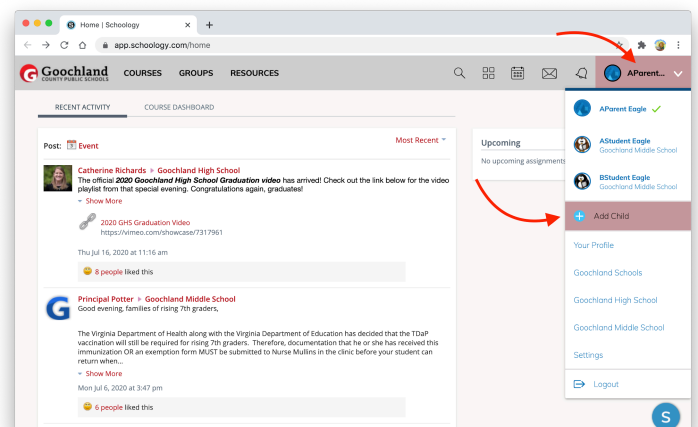 Home | Schoology
app.schoology.com/home
Goochland
COUNTY PUBLIC SCHOOLS
COURSES
GROUPS
RESOURCES
AParent...
RECENT ACTIVITY
COURSE DASHBOARD
Post: Event
Most Recent
Catherine Richards ▸ Goochland High School
The official 2020 Goochland High School Graduation video has arrived! Check out the link below for the video
playlist from that special evening. Congratulations again, graduates!
Show More
2020 GHS Graduation Video
https://vimeo.com/showcase/7317961
Thu Jul 16, 2020 at 11:16 am
8 people liked this
Principal Potter ▸ Goochland Middle School
Good evening, families of rising 7th graders,
The Virginia Department of Health along with the Virginia Department of Education has decided that the TDaP
vaccination will still be required for rising 7th graders. Therefore, documentation that he or she has received this
immunization OR an exemption form MUST be submitted to Nurse Mullins in the clinic before your student can
return when...
Show More
Mon Jul 6, 2020 at 3:47 pm
6 people liked this
Upcoming
No upcoming assignments
AParent Eagle
AStudent Eagle
Goochland Middle School
BStudent Eagle
Goochland Middle School
Add Child
Your Profile
Goochland Schools
Goochland High School
Goochland Middle School
Settings
Logout
S